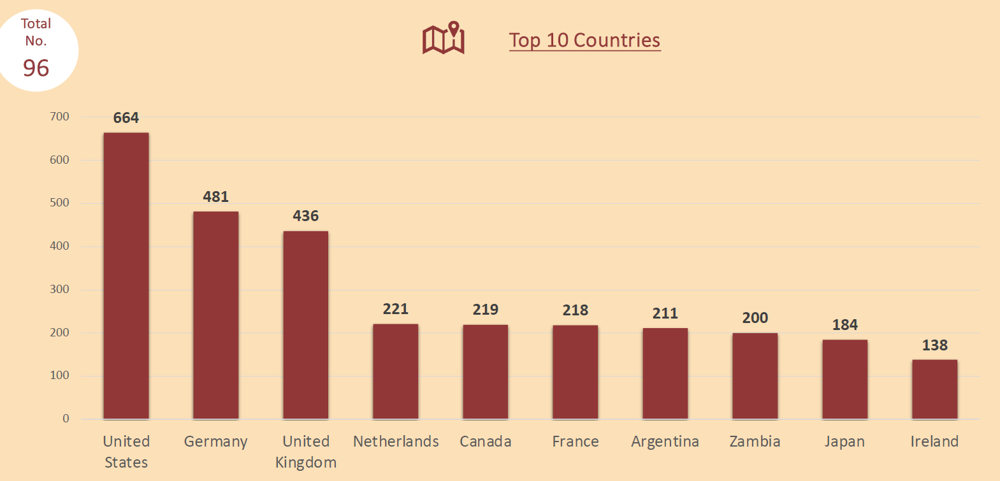 Total
No.
96
Top 10 Countries
700
600
500
400
300
200
100
0
664
481
436
221
219
218
211
200
184
138
United
States
Germany
United
Kingdom
Netherlands
Canada
France
Argentina
Zambia
Japan
Ireland